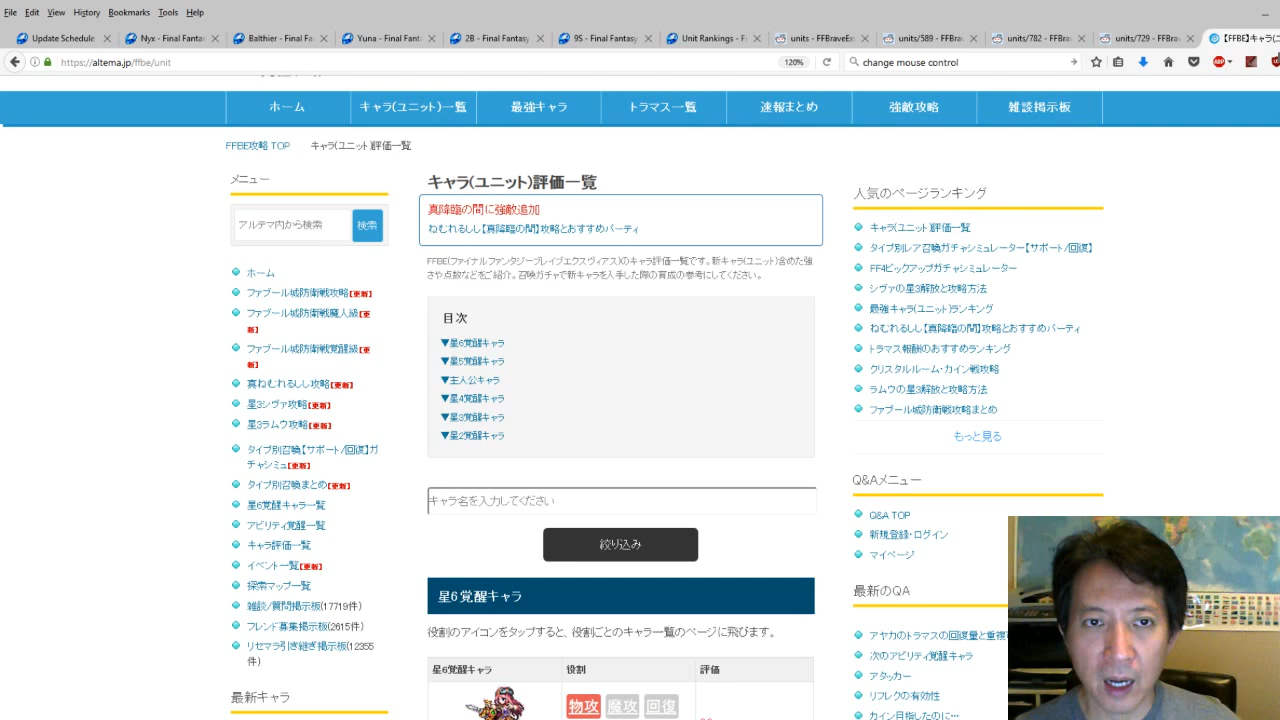 File Edit View History Bookmarks Tools Help
Update Schedule
Nyx - Final Fantas
Balthier - Final Fa
Yuna - Final Fant
2B - Final Fantasy
9S - Final Fantasy
Unit Rankings - Fi
units - FFBraveEx
units/589 - FFBrav
units/782 - FFBrav
units/729 - FFBrav
【FFBE】キャラ(ユニ
https://altema.jp/ffbe/unit
120%
change mouse control
ABP
ホーム
キャラ(ユニット)一覧
最強キャラ
トラマス一覧
速報まとめ
強敵攻略
雑談掲示板
FFBE攻略 TOP
キャラ(ユニット)評価一覧
メニュー
アルテマ内から検索
検索
ホーム
ファブール城防衛戦攻略【更新】
ファブール城防衛戦魔人級【更
新】
ファブール城防衛戦覚醒級【更
新】
真ねむれるしし攻略【更新】
星3シヴァ攻略【更新】
星3ラムウ攻略【更新】
タイプ別召喚【サポート/回復】ガ
チャシミュ【更新】
タイプ別召喚まとめ【更新】
星6覚醒キャラ一覧
アビリティ覚醒一覧
キャラ評価一覧
イベント一覧【更新】
探索マップ一覧
雑談/質問掲示板(17719件)
フレンド募集掲示板(2615件)
リセマラ引き継ぎ掲示板(12355
件)
最新キャラ
キャラ(ユニット)評価一覧
真降臨の間に強敵追加
ねむれるしし【真降臨の間】攻略とおすすめパーティ
FFBE(ファイナルファンタジーブレイブエクスヴィアス)のキャラ評価一覧です。新キャラ(ユニット)含めた強
さや点数などをご紹介。召喚ガチャで新キャラを入手した際の育成の参考にしてください。
目次
▼星6覚醒キャラ
▼星5覚醒キャラ
▼主人公キャラ
▼星4覚醒キャラ
▼星3覚醒キャラ
▼星2覚醒キャラ
キャラ名を入力してください
絞り込み
星6 覚醒キャラ
役割のアイコンをタップすると、役割ごとのキャラ一覧のページに飛びます。
星6覚醒キャラ
役割
評価
物攻
魔攻
回復
人気のページランキング
キャラ(ユニット)評価一覧
タイプ別レア召喚ガチャシミュレーター【サポート/回復】
FF4ピックアップガチャシミュレーター
シヴァの星3解放と攻略方法
最強キャラ(ユニット)ランキング
ねむれるしし【真降臨の間】攻略とおすすめパーティ
トラマス報酬のおすすめランキング
クリスタルルーム・カイン戦攻略
ラムウの星3解放と攻略方法
ファブール城防衛戦攻略まとめ
もっと見る
Q&Aメニュー
Q&A TOP
新規登録・ログイン
マイページ
最新のQA
アヤカのトラマスの回復量と重複
次のアビリティ覚醒キャラ
アタッカー
リフレクの有効性
カイン目指したのに…